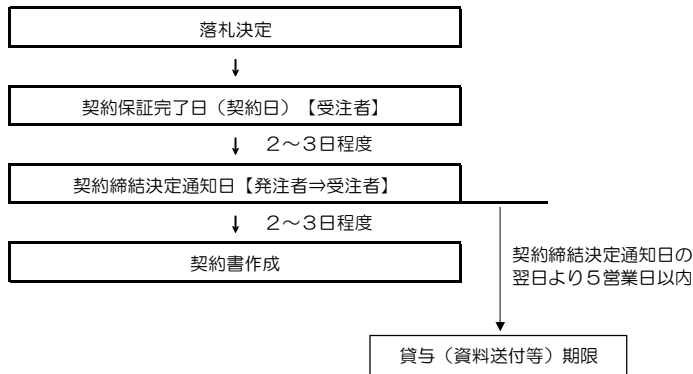 落札決定
↓
契約保証完了日（契約日）【受注者】
↓ ２～３日程度
契約締結決定通知日【発注者⇒受注者】
↓ ２～３日程度
契約書作成
契約締結決定通知日の
翌日より５営業日以内
貸与（資料送付等）期限